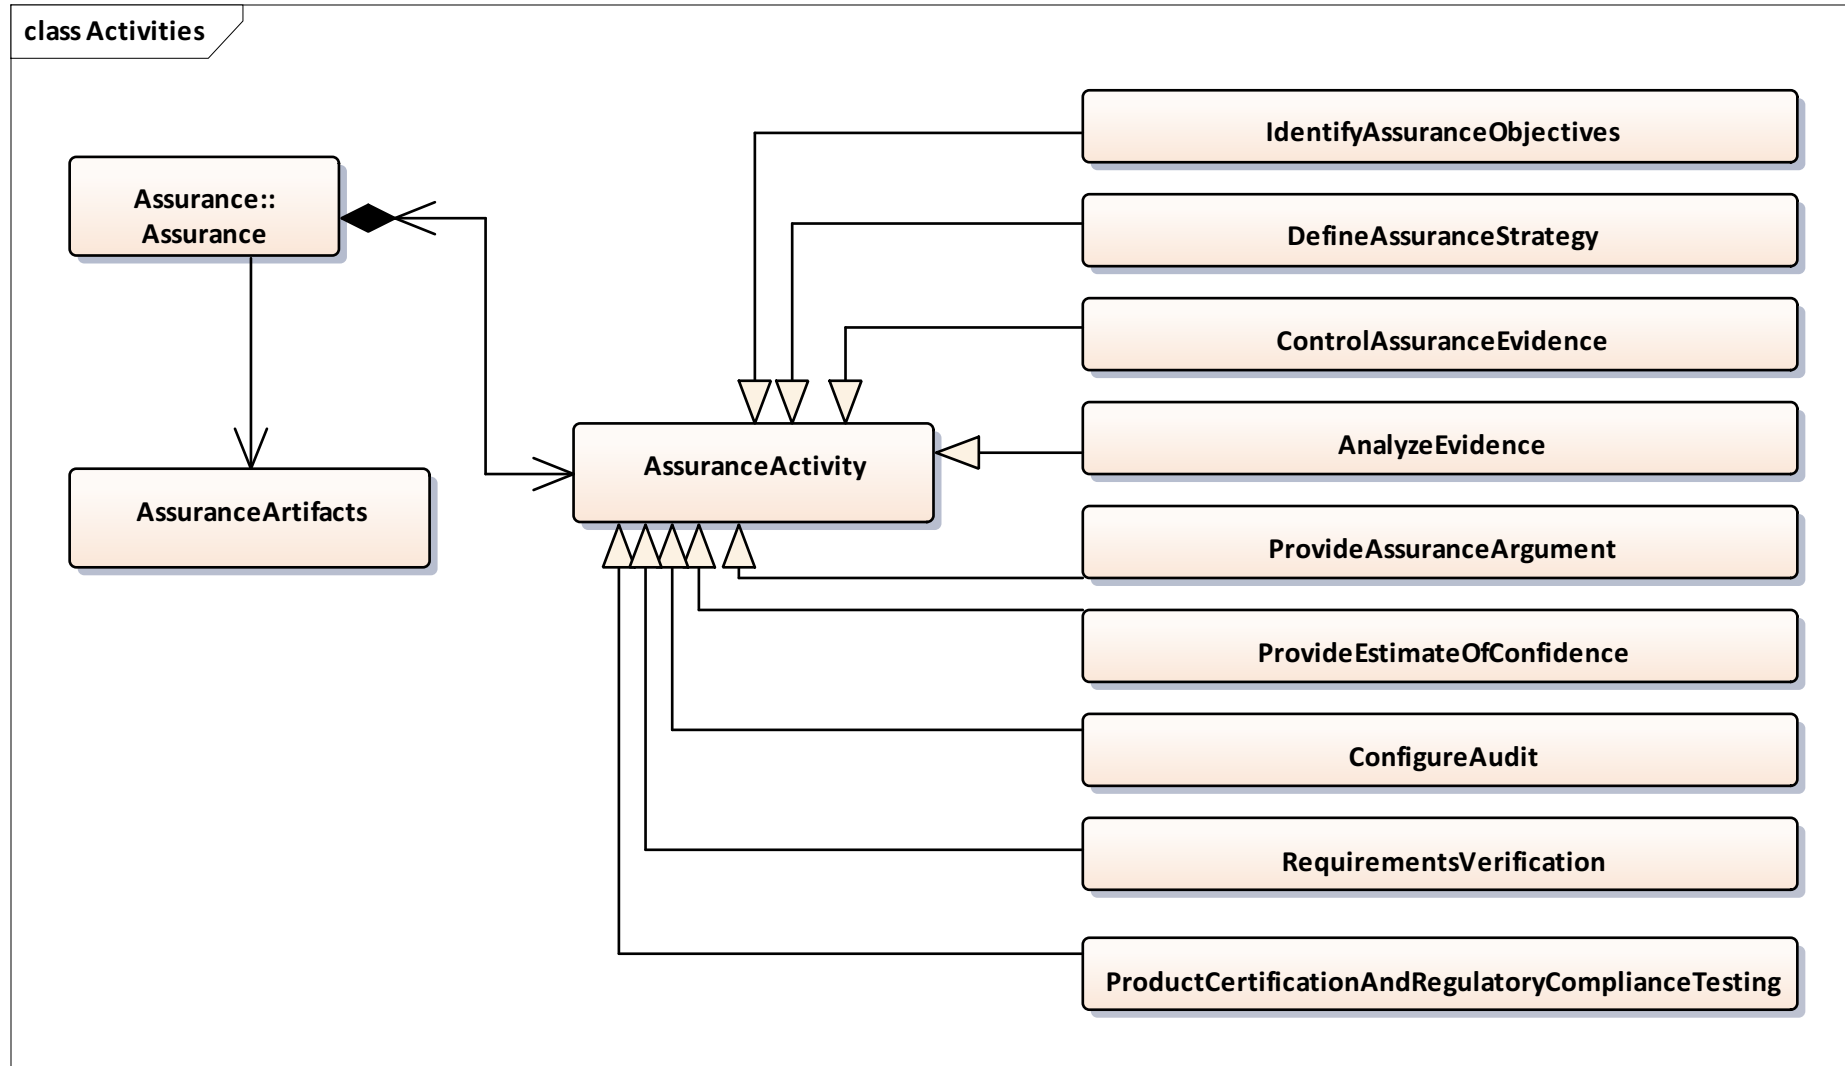 class Activities
Assurance::
Assurance
AssuranceArtifacts
AssuranceActivity
IdentifyAssuranceObjectives
DefineAssuranceStrategy
ControlAssuranceEvidence
AnalyzeEvidence
ProvideAssuranceArgument
ProvideEstimateOfConfidence
ConfigureAudit
RequirementsVerification
ProductCertificationAndRegulatoryComplianceTesting